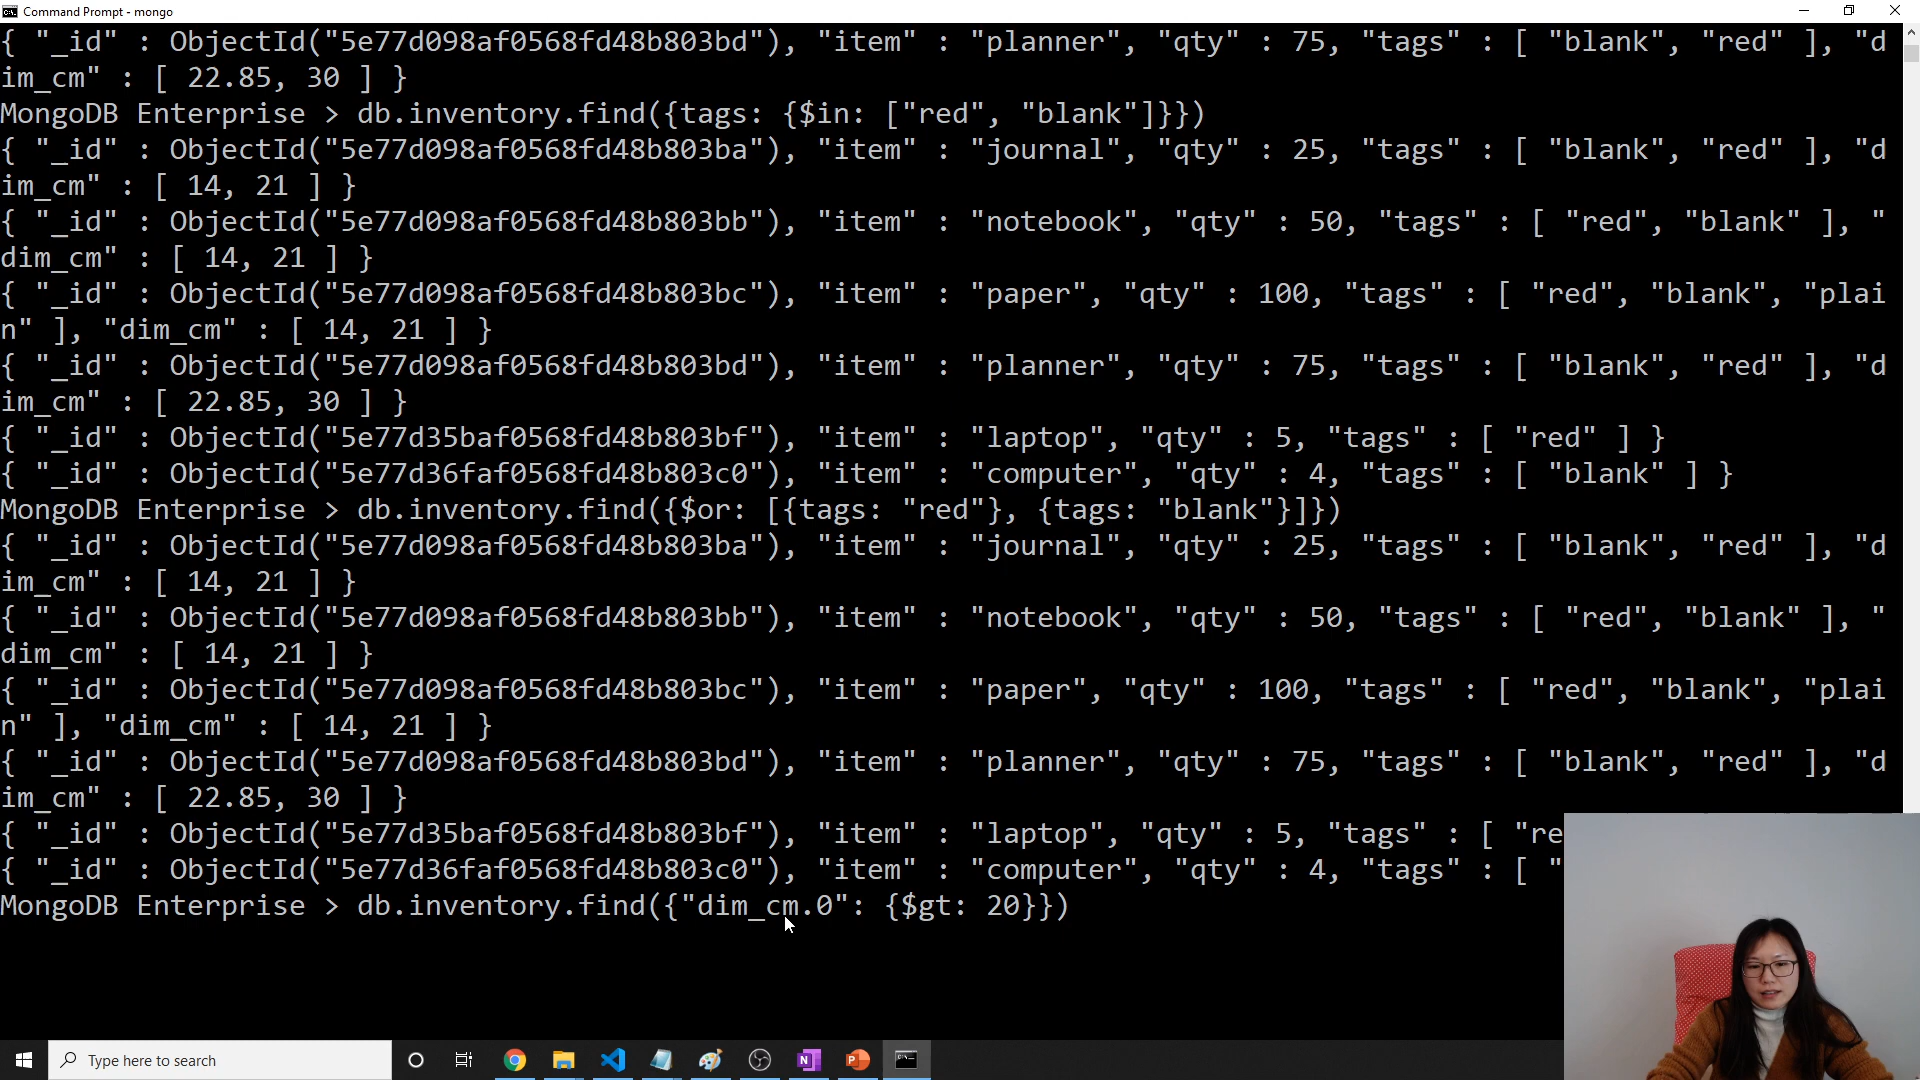 Command Prompt - mongo
{ "_id" : ObjectId("5e77d098af0568fd48b803bd"), "item" : "planner", "qty" : 75, "tags" : [ "blank", "red" ], "d
im_cm" : [ 22.85, 30 ] }
MongoDB Enterprise > db.inventory.find({tags: {$in: ["red", "blank"]}})
{ "_id" : ObjectId("5e77d098af0568fd48b803ba"), "item" : "journal", "qty" : 25, "tags" : [ "blank", "red" ], "d
im_cm" : [ 14, 21 ] }
{ "_id" : ObjectId("5e77d098af0568fd48b803bb"), "item" : "notebook", "qty" : 50, "tags" : [ "red", "blank" ], "
dim_cm" : [ 14, 21 ] }
{ "_id" : ObjectId("5e77d098af0568fd48b803bc"), "item" : "paper", "qty" : 100, "tags" : [ "red", "blank", "plai
n" ], "dim_cm" : [ 14, 21 ] }
{ "_id" : ObjectId("5e77d098af0568fd48b803bd"), "item" : "planner", "qty" : 75, "tags" : [ "blank", "red" ], "d
im_cm" : [ 22.85, 30 ] }
{ "_id" : ObjectId("5e77d35baf0568fd48b803bf"), "item" : "laptop", "qty" : 5, "tags" : [ "red" ] }
{ "_id" : ObjectId("5e77d36faf0568fd48b803c0"), "item" : "computer", "qty" : 4, "tags" : [ "blank" ] }
MongoDB Enterprise > db.inventory.find({$or: [{tags: "red"}, {tags: "blank"}]})
{ "_id" : ObjectId("5e77d098af0568fd48b803ba"), "item" : "journal", "qty" : 25, "tags" : [ "blank", "red" ], "d
im_cm" : [ 14, 21 ] }
{ "_id" : ObjectId("5e77d098af0568fd48b803bb"), "item" : "notebook", "qty" : 50, "tags" : [ "red", "blank" ], "
dim_cm" : [ 14, 21 ] }
{ "_id" : ObjectId("5e77d098af0568fd48b803bc"), "item" : "paper", "qty" : 100, "tags" : [ "red", "blank", "plai
n" ], "dim_cm" : [ 14, 21 ] }
{ "_id" : ObjectId("5e77d098af0568fd48b803bd"), "item" : "planner", "qty" : 75, "tags" : [ "blank", "red" ], "d
im_cm" : [ 22.85, 30 ] }
{ "_id" : ObjectId("5e77d35baf0568fd48b803bf"), "item" : "laptop", "qty" : 5, "tags" : [ "re
{ "_id" : ObjectId("5e77d36faf0568fd48b803c0"), "item" : "computer", "qty" : 4, "tags" : [ "
MongoDB Enterprise > db.inventory.find({"dim_cm.0": {$gt: 20}})
Type here to search